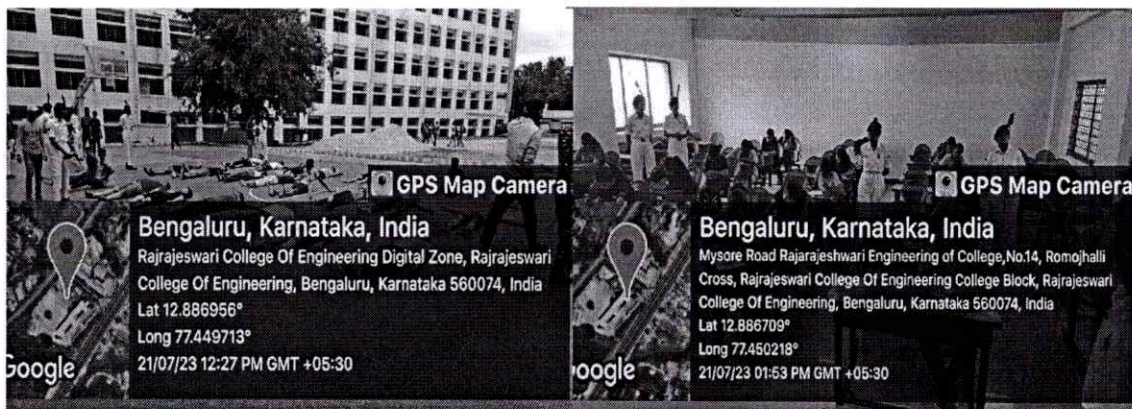 GPS Map Camera
Bengaluru, Karnataka, India
Rajrajeswari College Of Engineering Digital Zone, Rajrajeswari
College Of Engineering, Bengaluru, Karnataka 560074, India
Lat 12.886956°
Long 77.449713°
21/07/23 12:27 PM GMT +05:30
Google
GPS Map Camera
Bengaluru, Karnataka, India
Mysore Road Rajarajeshwari Engineering of College,No.14, Romojhalli
Cross, Rajrajeswari College Of Engineering College Block, Rajrajeswari
College Of Engineering, Bengaluru, Karnataka 560074, India
Lat 12.886709°
Long 77.450218°
21/07/23 01:53 PM GMT +05:30
oogle